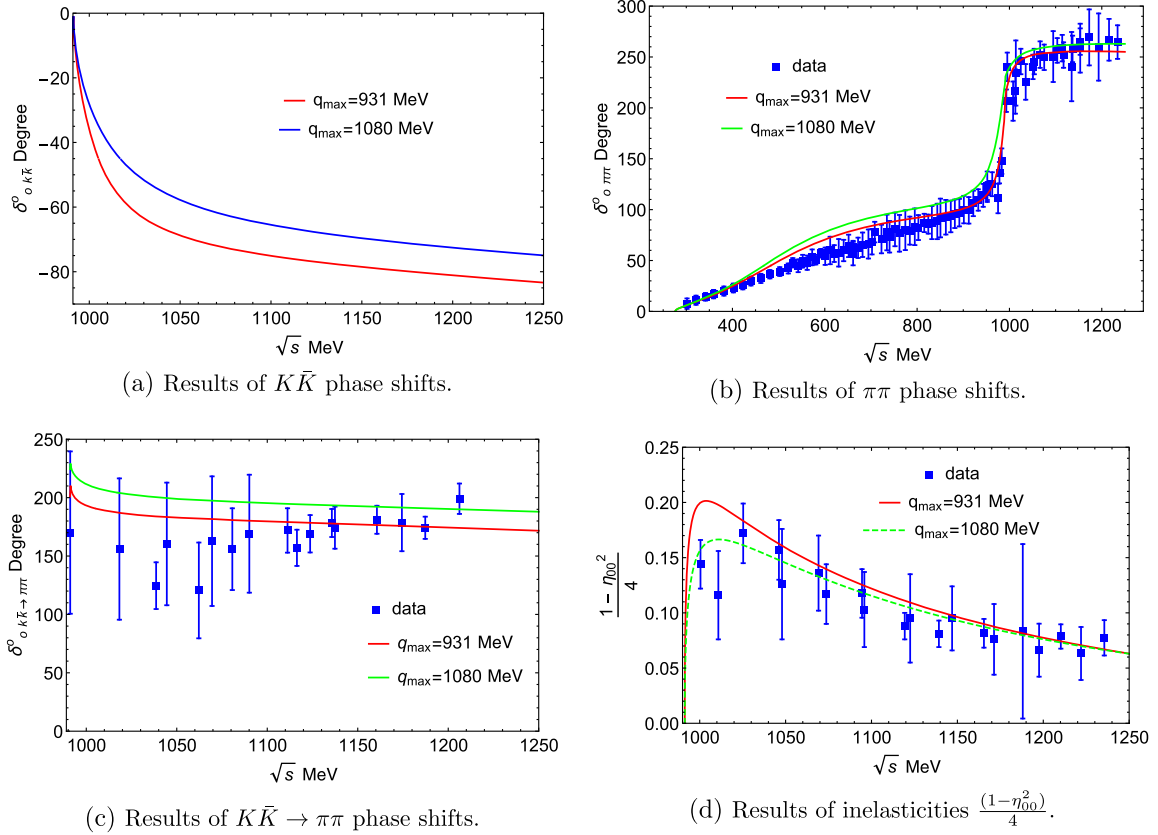 δ⁰₀ K K̄ Degree
0
−20
−40
−60
−80
q_max=931 MeV
q_max=1080 MeV
1000 1050 1100 1150 1200 1250
√s MeV
(a) Results of KK̄ phase shifts.
δ⁰₀ ππ Degree
300
250
200
150
100
50
0
data
q_max=931 MeV
q_max=1080 MeV
400 600 800 1000 1200
√s MeV
(b) Results of ππ phase shifts.
δ⁰₀ K K̄→ ππ Degree
250
200
150
100
50
0
data
q_max=931 MeV
q_max=1080 MeV
1000 1050 1100 1150 1200 1250
√s MeV
(c) Results of KK̄ → ππ phase shifts.
1 − η₀₀²
4
0.25
0.20
0.15
0.10
0.05
0.00
data
q_max=931 MeV
q_max=1080 MeV
1000 1050 1100 1150 1200 1250
√s MeV
(d) Results of inelasticities (1−η₀₀²)/4.